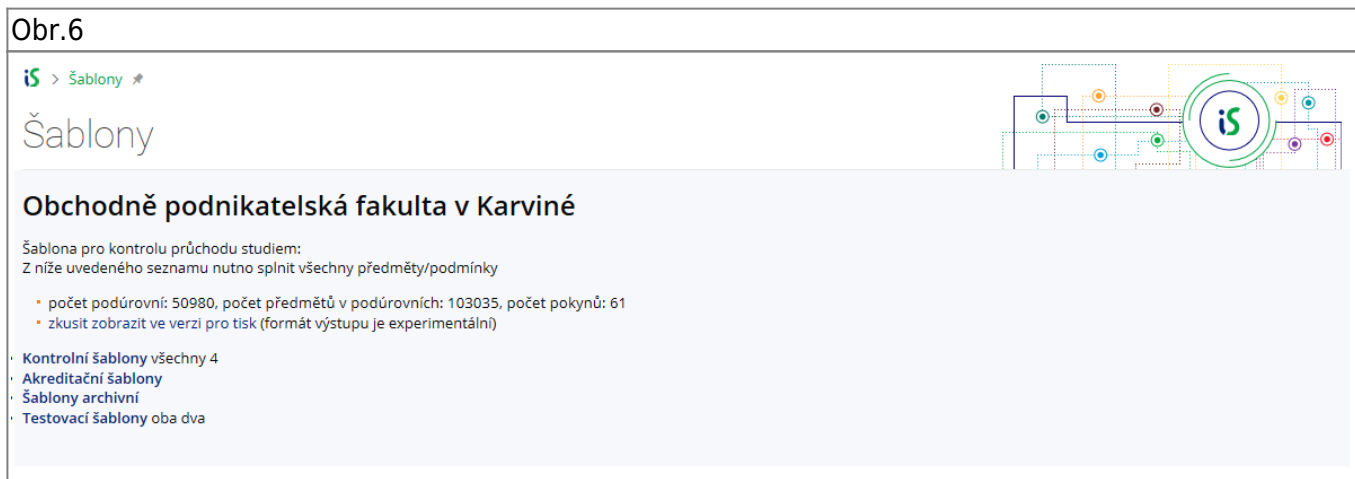 Obr.6
iS > Šablony
iS
Šablony
Obchodně podnikatelská fakulta v Karviné
Šablona pro kontrolu průchodu studiem:
Z níže uvedeného seznamu nutno splnit všechny předměty/podmínky
počet podúrovní: 50980, počet předmětů v podúrovních: 103035, počet pokynů: 61
zkusit zobrazit ve verzi pro tisk (formát výstupu je experimentální)
Kontrolní šablony všechny 4
Akreditační šablony
Šablony archivní
Testovací šablony oba dva